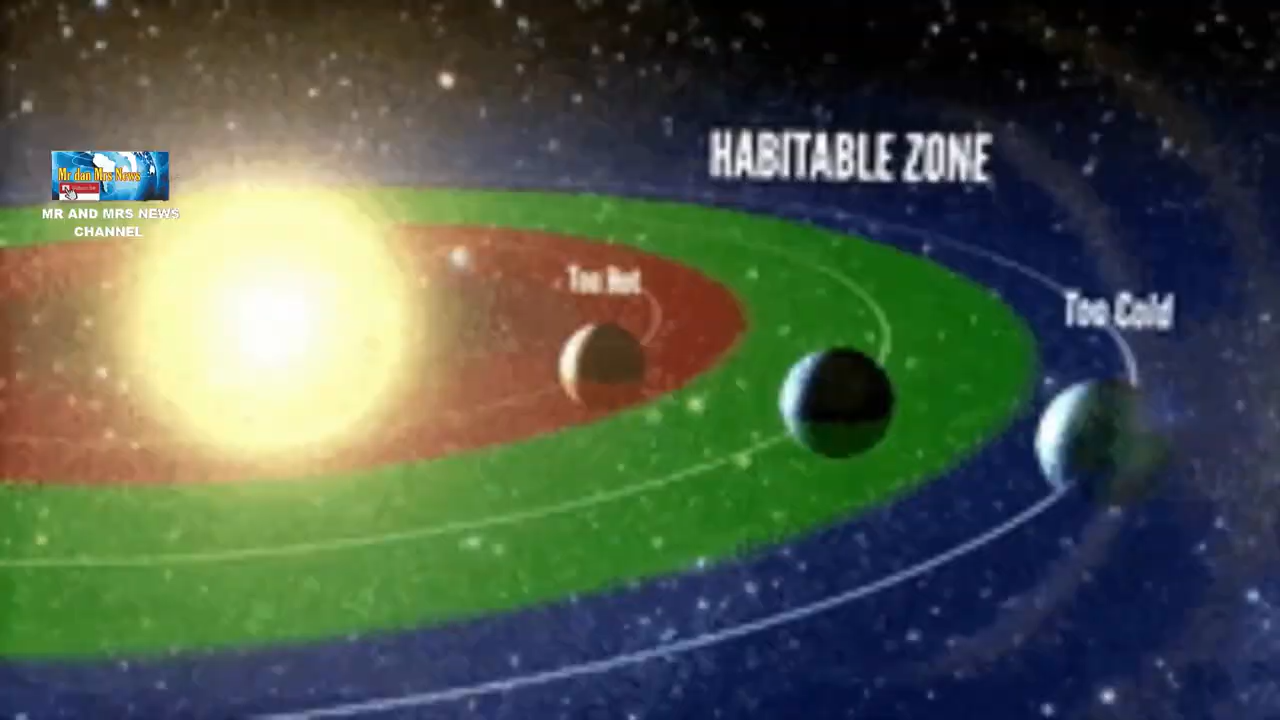 HABITABLE ZONE
Mr dan Mrs News
MR AND MRS NEWS
CHANNEL
Too Hot
Too Cold